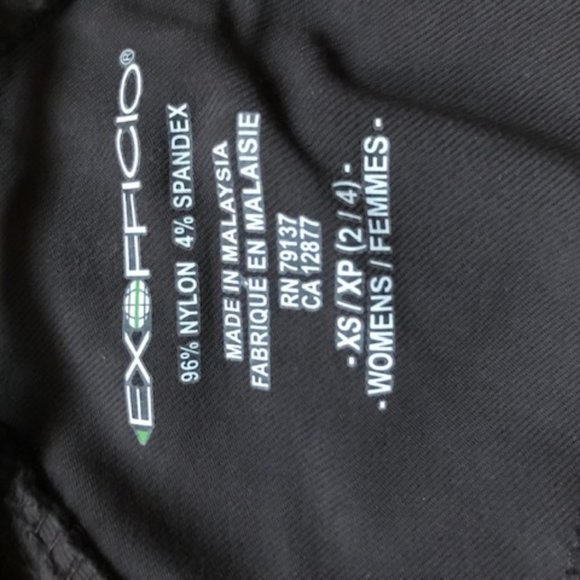 EXOFFICIO®
96% NYLON 4% SPANDEX
MADE IN MALAYSIA
FABRIQUÉ EN MALAISIE
RN 79137
CA 12877
- XS / XP (2 / 4) -
- WOMENS / FEMMES -